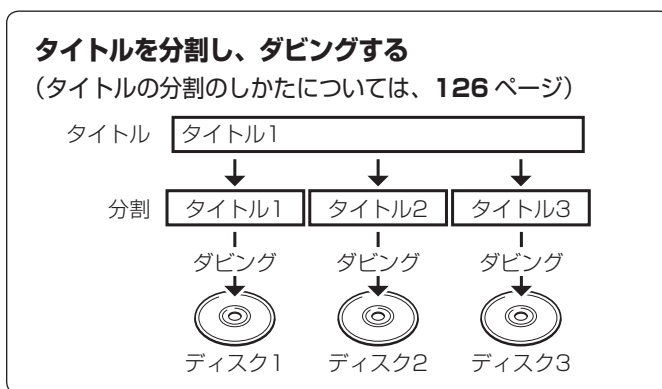 タイトルを分割し、ダビングする
（タイトルの分割のしかたについては、126 ページ）
タイトル タイトル1
分割 タイトル1 タイトル2 タイトル3
ダビング ダビング ダビング
ディスク1 ディスク2 ディスク3